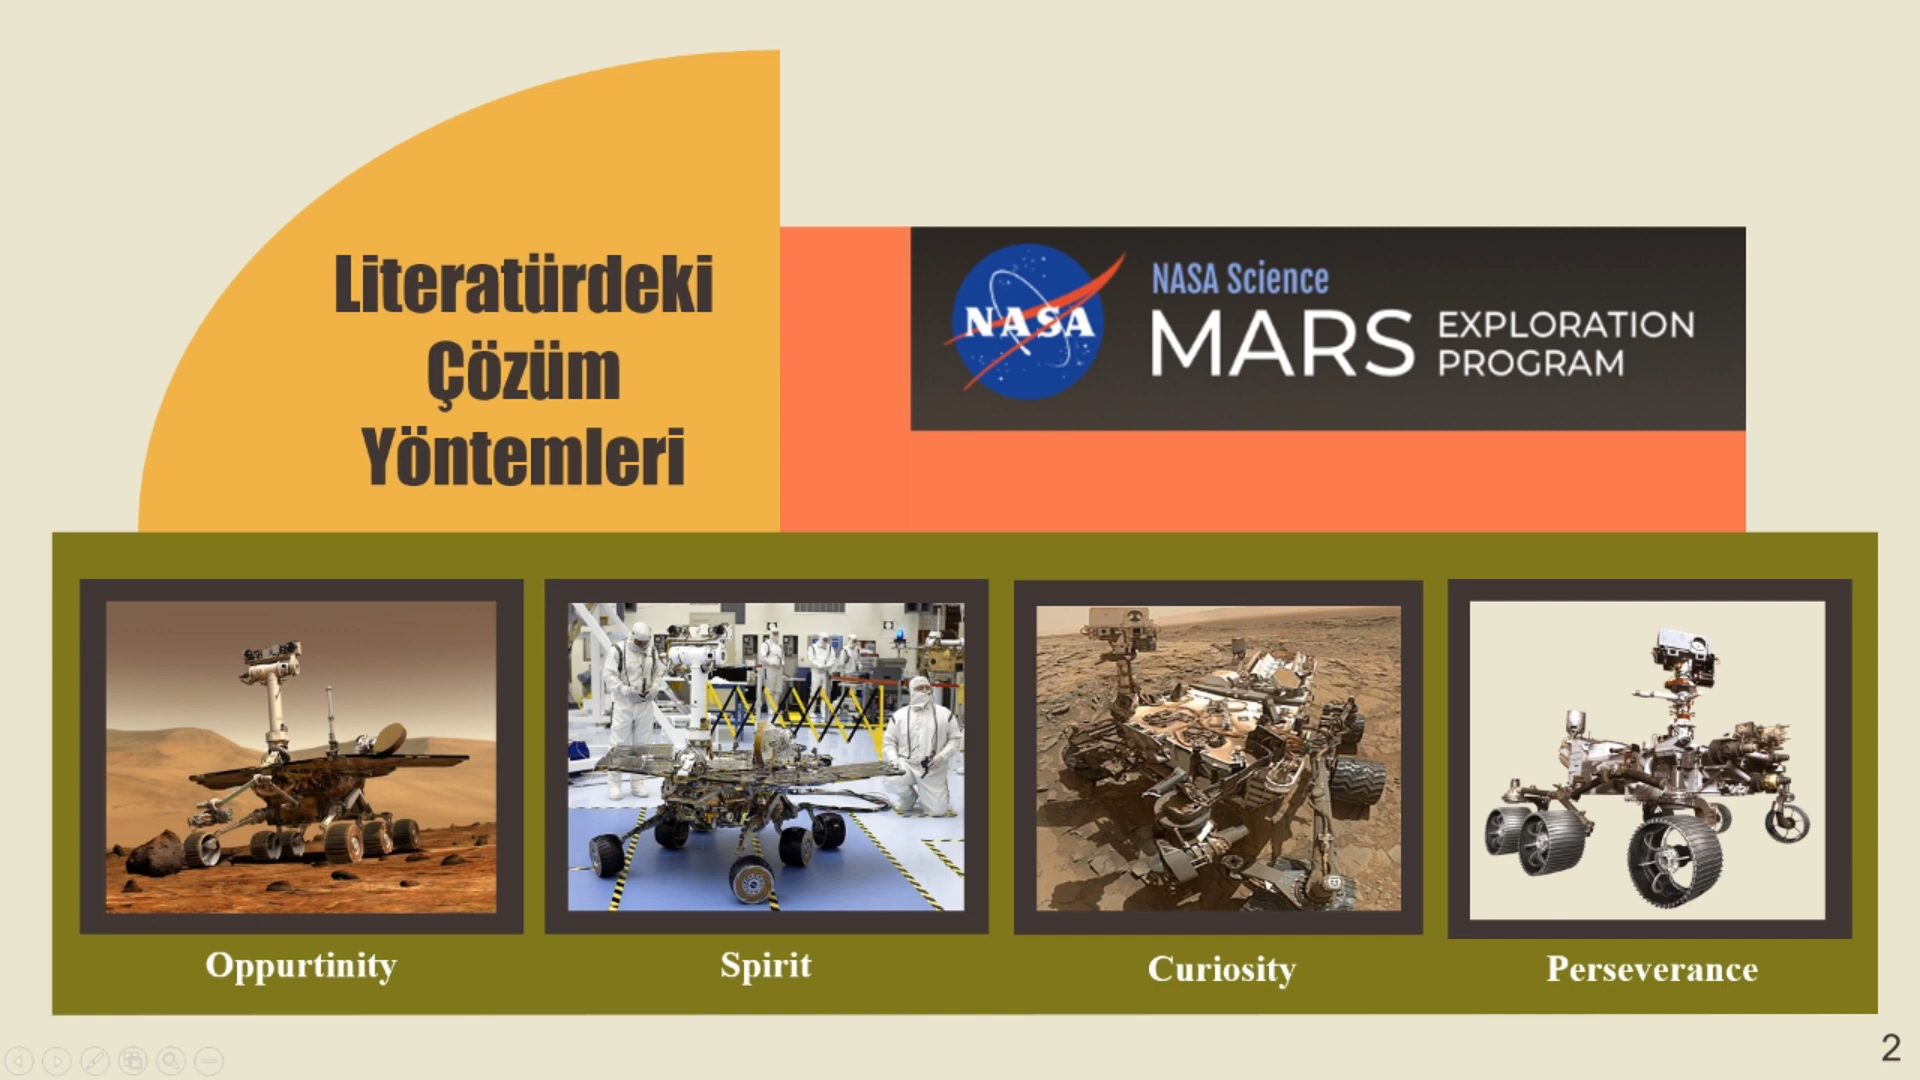 Literatürdeki
Çözüm
Yöntemleri
NASA
NASA Science
MARS EXPLORATION
PROGRAM
Oppurtinity
Spirit
Curiosity
Perseverance
2